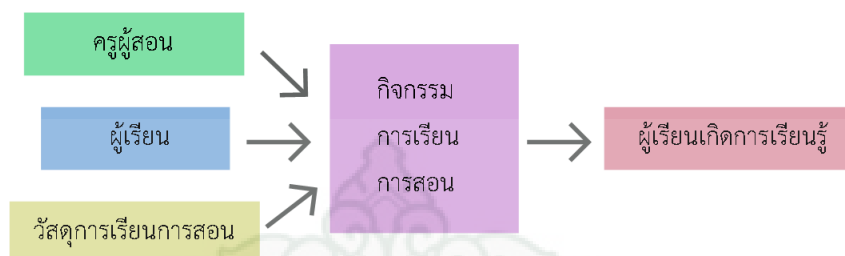 ครูผู้สอน
ผู้เรียน
วัสดุการเรียนการสอน
กิจกรรม
การเรียน
การสอน
ผู้เรียนเกิดการเรียนรู้